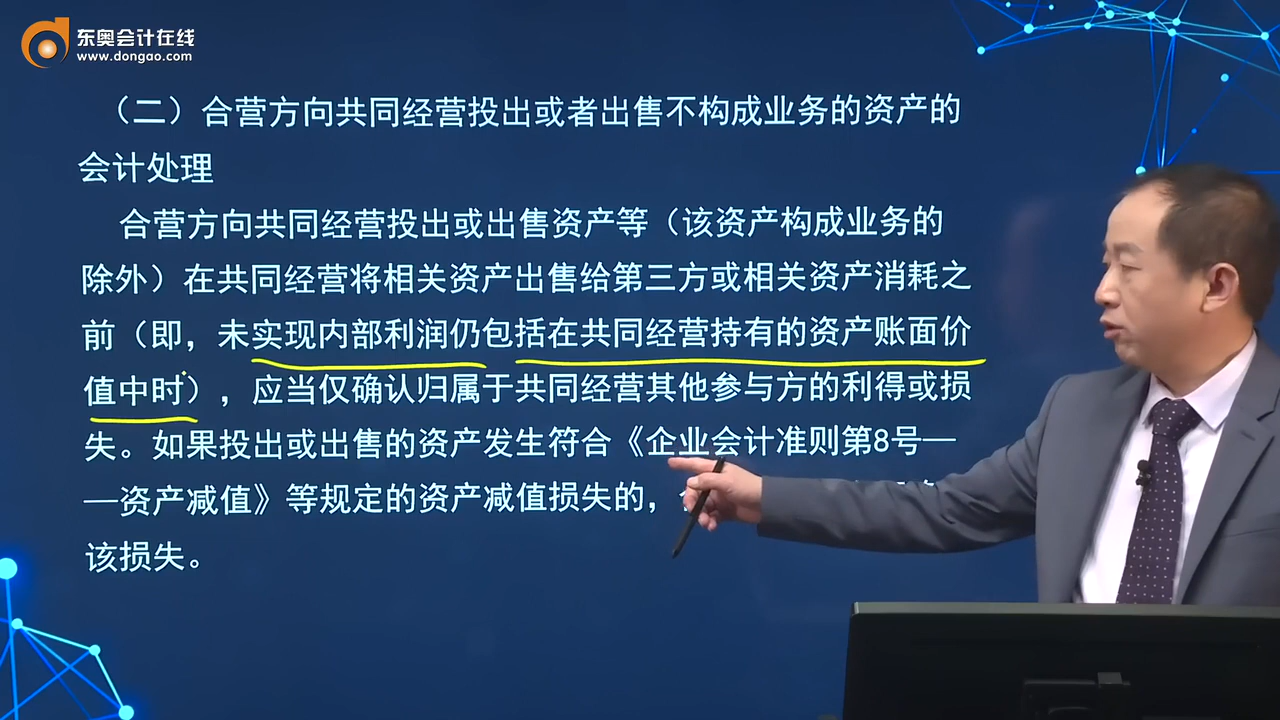 东奥会计在线
www.dongao.com
（二）合营方向共同经营投出或者出售不构成业务的资产的
会计处理
合营方向共同经营投出或出售资产等（该资产构成业务的
除外）在共同经营将相关资产出售给第三方或相关资产消耗之
前（即，未实现内部利润仍包括在共同经营持有的资产账面价
值中时），应当仅确认归属于共同经营其他参与方的利得或损
失。如果投出或出售的资产发生符合《企业会计准则第8号—
—资产减值》等规定的资产减值损失的，
该损失。